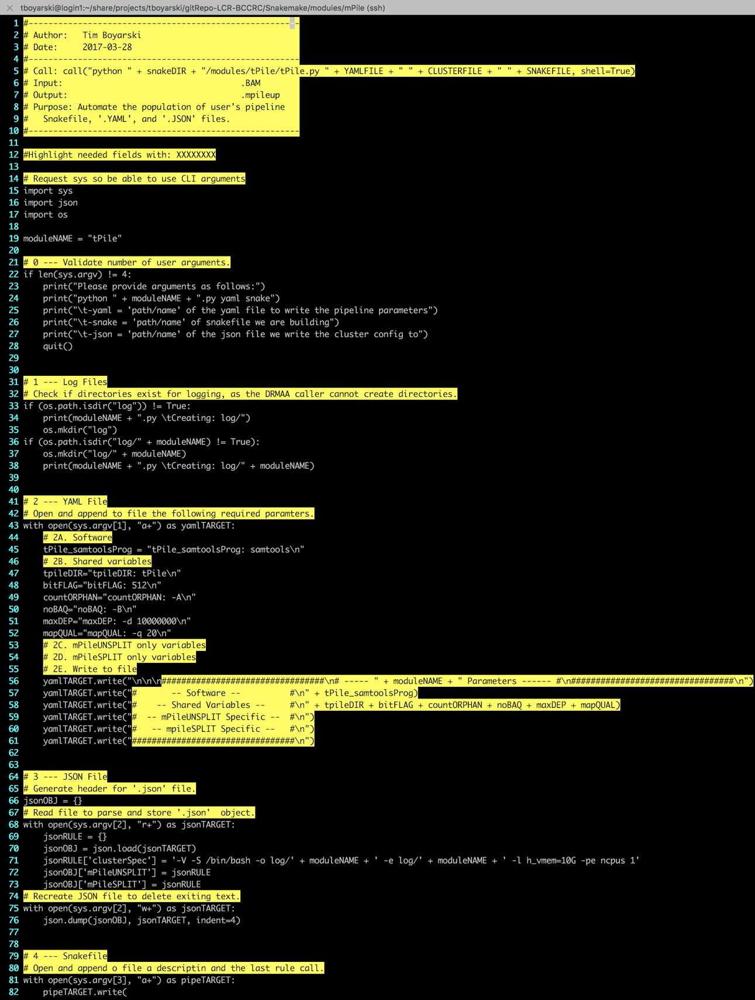 tboyarski@login1:~/share/projects/tboyarski/gitRepo-LCR-BCCRC/Snakemake/modules/mPile (ssh)
1 #-------------------------------------------------------
2 # Author:   Tim Boyarski
3 # Date:     2017-03-28
4 #-------------------------------------------------------
5 # Call: call("python " + snakeDIR + "/modules/tPile/tPile.py " + YAMLFILE + " " + CLUSTERFILE + " " + SNAKEFILE, shell=True)
6 # Input:                                    .BAM
7 # Output:                                   .mpileup
8 # Purpose: Automate the population of user's pipeline
9 #   Snakefile, '.YAML', and '.JSON' files.
10 #-------------------------------------------------------
11
12 #Highlight needed fields with: XXXXXXXX
13
14 # Request sys so be able to use CLI arguments
15 import sys
16 import json
17 import os
18
19 moduleNAME = "tPile"
20
21 # 0 --- Validate number of user arguments.
22 if len(sys.argv) != 4:
23     print("Please provide arguments as follows:")
24     print("python " + moduleNAME + ".py yaml snake")
25     print("\t-yaml = 'path/name' of the yaml file to write the pipeline parameters")
26     print("\t-snake = 'path/name' of snakefile we are building")
27     print("\t-json = 'path/name' of the json file we write the cluster config to")
28     quit()
29
30
31 # 1 --- Log Files
32 # Check if directories exist for logging, as the DRMAA caller cannot create directories.
33 if (os.path.isdir("log")) != True:
34     print(moduleNAME + ".py \tCreating: log/")
35     os.mkdir("log")
36 if (os.path.isdir("log/" + moduleNAME) != True):
37     os.mkdir("log/" + moduleNAME)
38     print(moduleNAME + ".py \tCreating: log/" + moduleNAME)
39
40
41 # 2 --- YAML File
42 # Open and append to file the following required paramters.
43 with open(sys.argv[1], "a+") as yamlTARGET:
44     # 2A. Software
45     tPile_samtoolsProg = "tPile_samtoolsProg: samtools\n"
46     # 2B. Shared variables
47     tpileDIR="tpileDIR: tPile\n"
48     bitFLAG="bitFLAG: 512\n"
49     countORPHAN="countORPHAN: -A\n"
50     noBAQ="noBAQ: -B\n"
51     maxDEP="maxDEP: -d 10000000\n"
52     mapQUAL="mapQUAL: -q 20\n"
53     # 2C. mPileUNSPLIT only variables
54     # 2D. mPileSPLIT only variables
55     # 2E. Write to file
56     yamlTARGET.write("\n\n\n#################################\n# ----- " + moduleNAME + " Parameters ------ #\n#################################\n")
57     yamlTARGET.write("#       -- Software --          #\n" + tPile_samtoolsProg)
58     yamlTARGET.write("#    -- Shared Variables --     #\n" + tpileDIR + bitFLAG + countORPHAN + noBAQ + maxDEP + mapQUAL)
59     yamlTARGET.write("#  -- mPileUNSPLIT Specific --  #\n")
60     yamlTARGET.write("#   -- mpileSPLIT Specific --   #\n")
61     yamlTARGET.write("#################################\n")
62
63
64 # 3 --- JSON File
65 # Generate header for '.json' file.
66 jsonOBJ = {}
67 # Read file to parse and store '.json'  object.
68 with open(sys.argv[2], "r+") as jsonTARGET:
69     jsonRULE = {}
70     jsonOBJ = json.load(jsonTARGET)
71     jsonRULE['clusterSpec'] = '-V -S /bin/bash -o log/' + moduleNAME + ' -e log/' + moduleNAME + ' -l h_vmem=10G -pe ncpus 1'
72     jsonOBJ['mPileUNSPLIT'] = jsonRULE
73     jsonOBJ['mPileSPLIT'] = jsonRULE
74 # Recreate JSON file to delete exiting text.
75 with open(sys.argv[2], "w+") as jsonTARGET:
76     json.dump(jsonOBJ, jsonTARGET, indent=4)
77
78
79 # 4 --- Snakefile
80 # Open and append o file a descriptin and the last rule call.
81 with open(sys.argv[3], "a+") as pipeTARGET:
82     pipeTARGET.write(